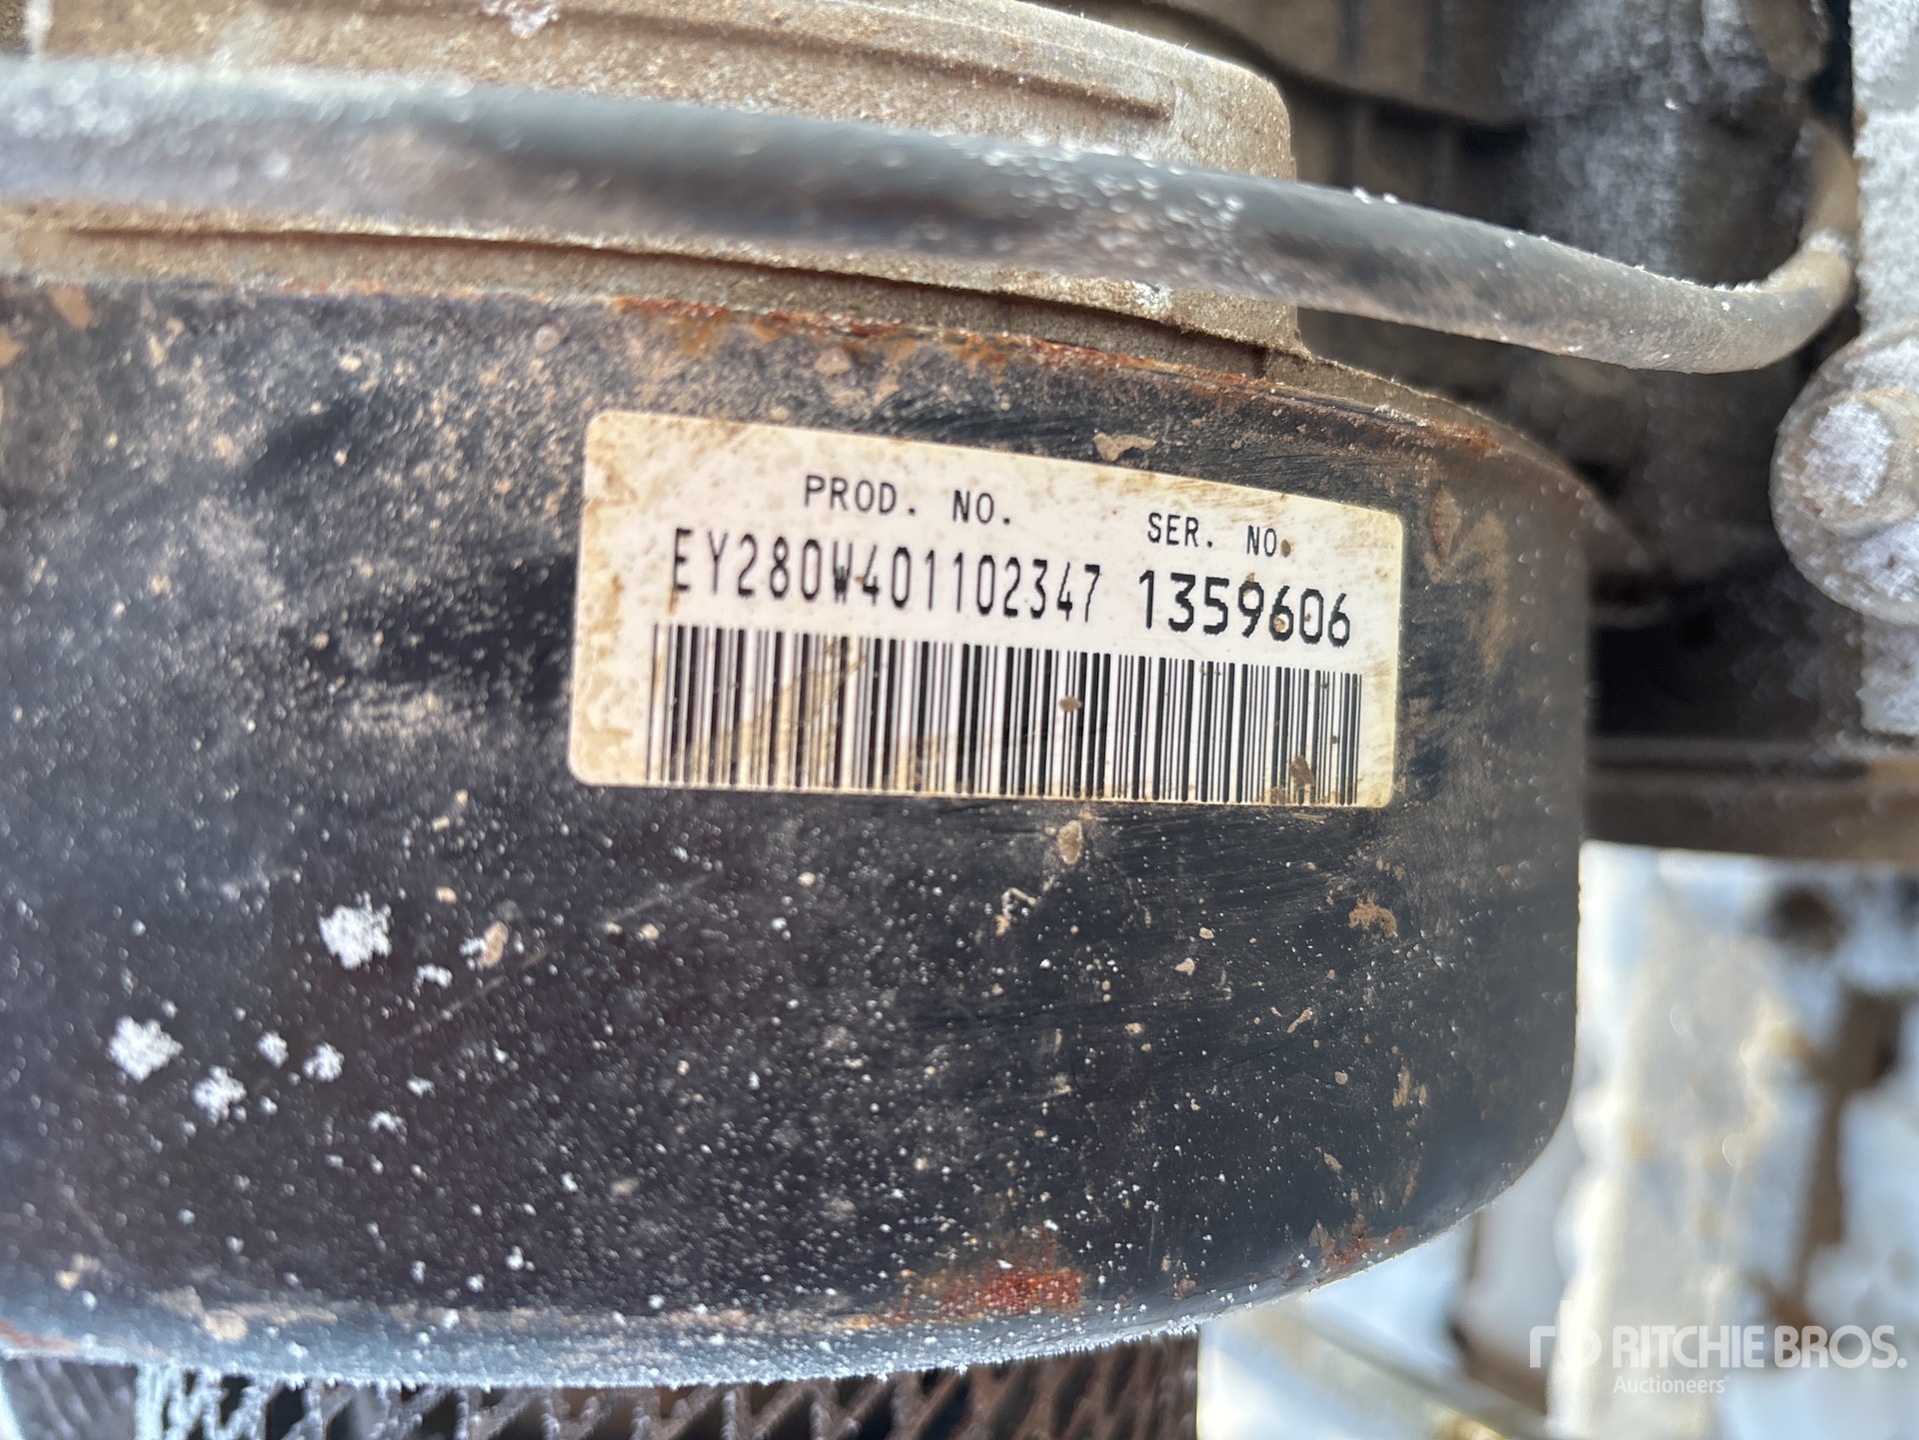 PROD. NO. SER. NO.
EY280W401102347 1359606
RITCHIE BROS.
Auctioneers